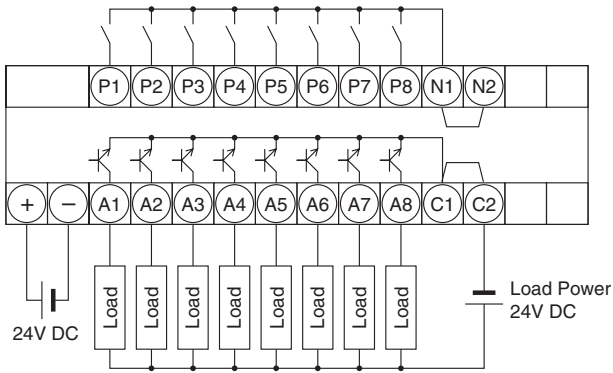 P1 P2 P3 P4 P5 P6 P7 P8 N1 N2
+ − A1 A2 A3 A4 A5 A6 A7 A8 C1 C2
Load Load Load Load Load Load Load Load
24V DC
Load Power
24V DC